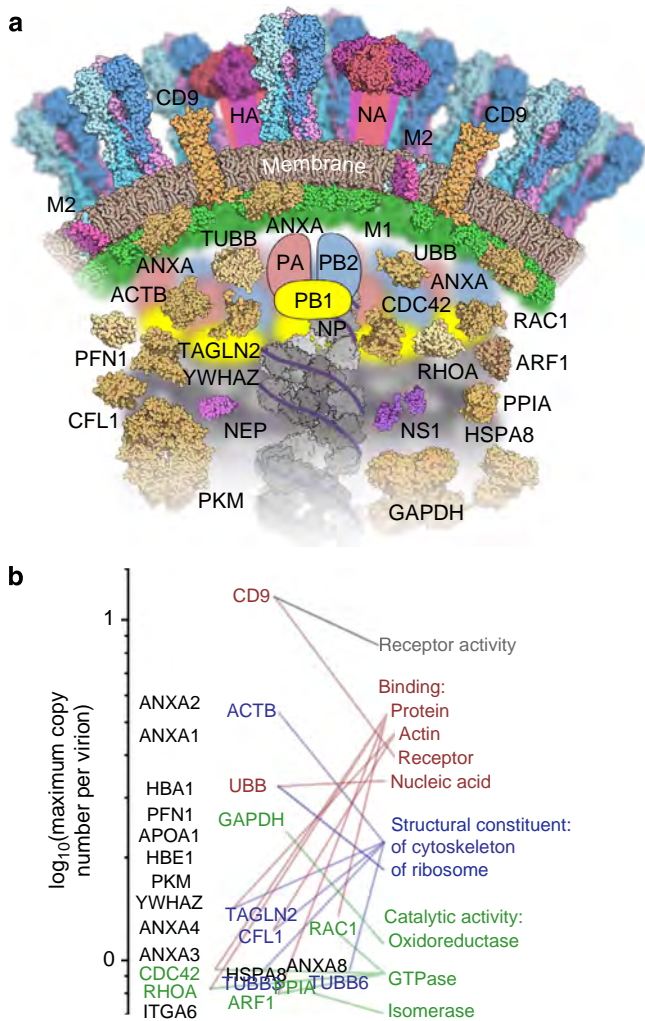 a
CD9
HA
NA
M2
CD9
Membrane
M2
ANXA
M1
TUBB
UBB
ANXA
PA
PB2
ANXA
ACTB
PB1
CDC42
RAC1
NP
PFN1
TAGLN2
RHOA
ARF1
YWHAZ
PPIA
CFL1
NEP
NS1
HSPA8
PKM
GAPDH
b
log10(maximum copy
number per virion)
1
0
CD9
Receptor activity
ANXA2
ACTB
ANXA1
Binding:
Protein
Actin
Receptor
Nucleic acid
HBA1
UBB
PFN1
GAPDH
APOA1
HBE1
Structural constituent:
of cytoskeleton
of ribosome
PKM
YWHAZ
TAGLN2
ANXA4
CFL1
RAC1
Catalytic activity:
Oxidoreductase
ANXA3
ANXA8
CDC42
HSPA8
GTPase
RHOA
TUBB3
PPIA
TUBB6
ARF1
ITGA6
Isomerase